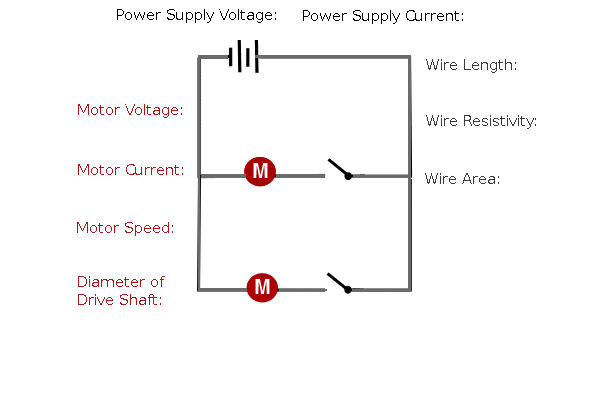 Power Supply Voltage: Power Supply Current:
Wire Length:
Motor Voltage:
Wire Resistivity:
Motor Current:
M
Wire Area:
Motor Speed:
Diameter of
Drive Shaft:
M